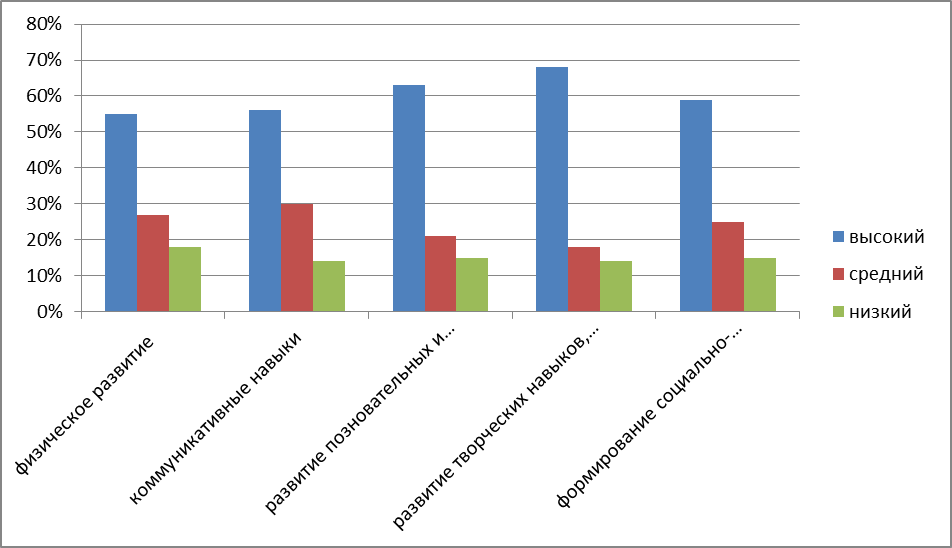 80%
70%
60%
50%
40%
30%
20%
10%
0%
физическое развитие
коммуникативные навыки
развитие позновательных и...
развитие творческих навыков,...
формирование социально-...
высокий
средний
низкий